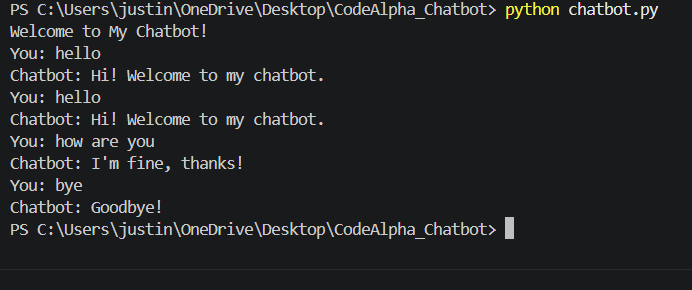 PS C:\Users\justin\OneDrive\Desktop\CodeAlpha_Chatbot> python chatbot.py
Welcome to My Chatbot!
You: hello
Chatbot: Hi! Welcome to my chatbot.
You: hello
Chatbot: Hi! Welcome to my chatbot.
You: how are you
Chatbot: I'm fine, thanks!
You: bye
Chatbot: Goodbye!
PS C:\Users\justin\OneDrive\Desktop\CodeAlpha_Chatbot>